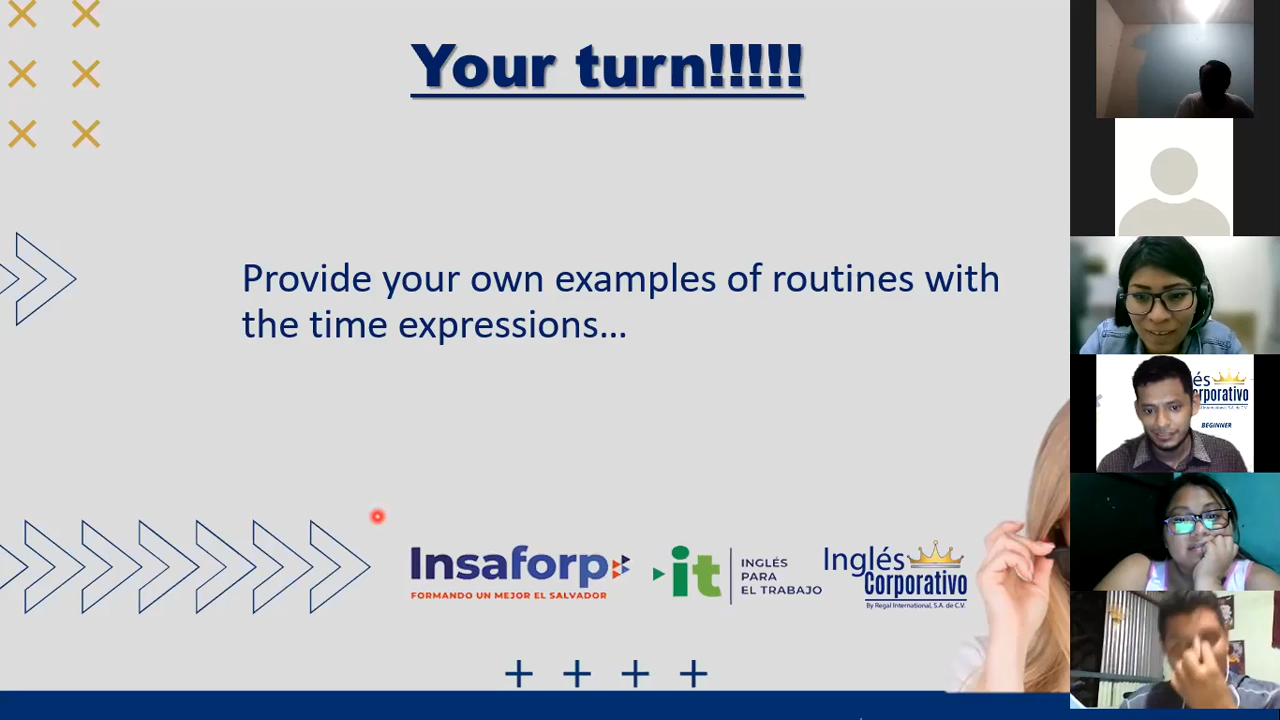 Your turn!!!!!
Provide your own examples of routines with
the time expressions...
Insaforp
FORMANDO UN MEJOR EL SALVADOR
it
INGLÉS
PARA
EL TRABAJO
Inglés
Corporativo
By Regal International, S.A. de C.V.
és
orporativo
BEGINNER